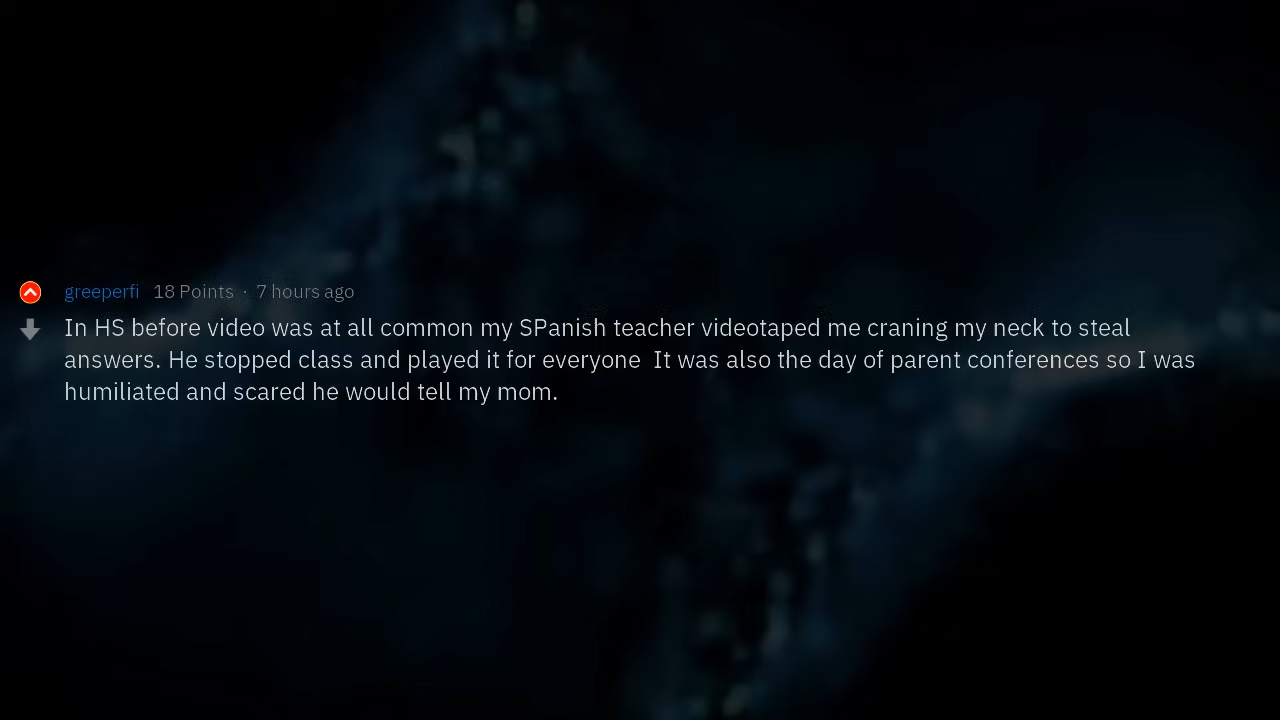 greeperfi 18 Points · 7 hours ago
In HS before video was at all common my SPanish teacher videotaped me craning my neck to steal
answers. He stopped class and played it for everyone  It was also the day of parent conferences so I was
humiliated and scared he would tell my mom.